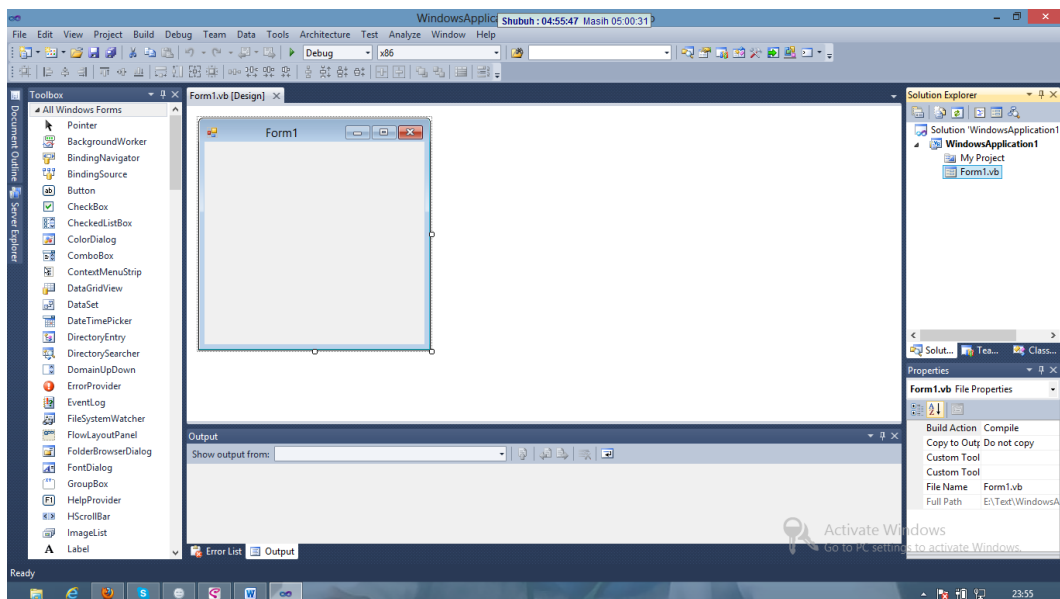 WindowsApplic
Shubuh : 04:55:47 Masih 05:00:31
File Edit View Project Build Debug Team Data Tools Architecture Test Analyze Window Help
Debug x86
Document Outline
Server Explorer
Toolbox
All Windows Forms
Pointer
BackgroundWorker
BindingNavigator
BindingSource
Button
CheckBox
CheckedListBox
ColorDialog
ComboBox
ContextMenuStrip
DataGridView
DataSet
DateTimePicker
DirectoryEntry
DirectorySearcher
DomainUpDown
ErrorProvider
EventLog
FileSystemWatcher
FlowLayoutPanel
FolderBrowserDialog
FontDialog
GroupBox
HelpProvider
HScrollBar
ImageList
Label
Form1.vb [Design]
Form1
Output
Show output from:
Error List Output
Solution Explorer
Solution 'WindowsApplication1
WindowsApplication1
My Project
Form1.vb
Solut... Tea... Class...
Properties
Form1.vb File Properties
Build Action Compile
Copy to Outp Do not copy
Custom Tool
Custom Tool
File Name Form1.vb
Full Path E:\Text\WindowsA
Activate Windows
Go to PC settings to activate Windows.
Ready
23:55